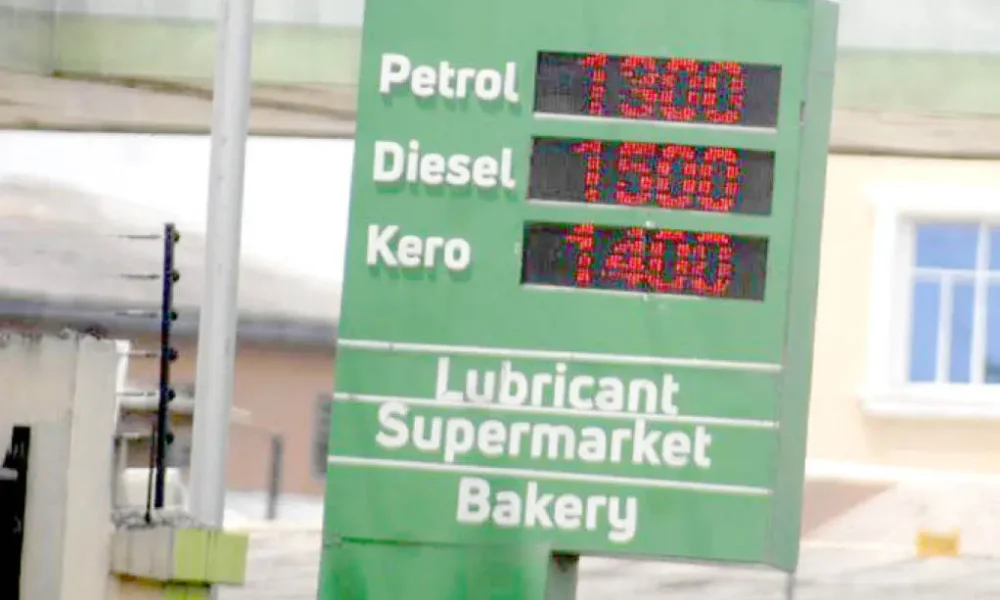 Petrol 1300
Diesel 1500
Kero 1400
Lubricant
Supermarket
Bakery